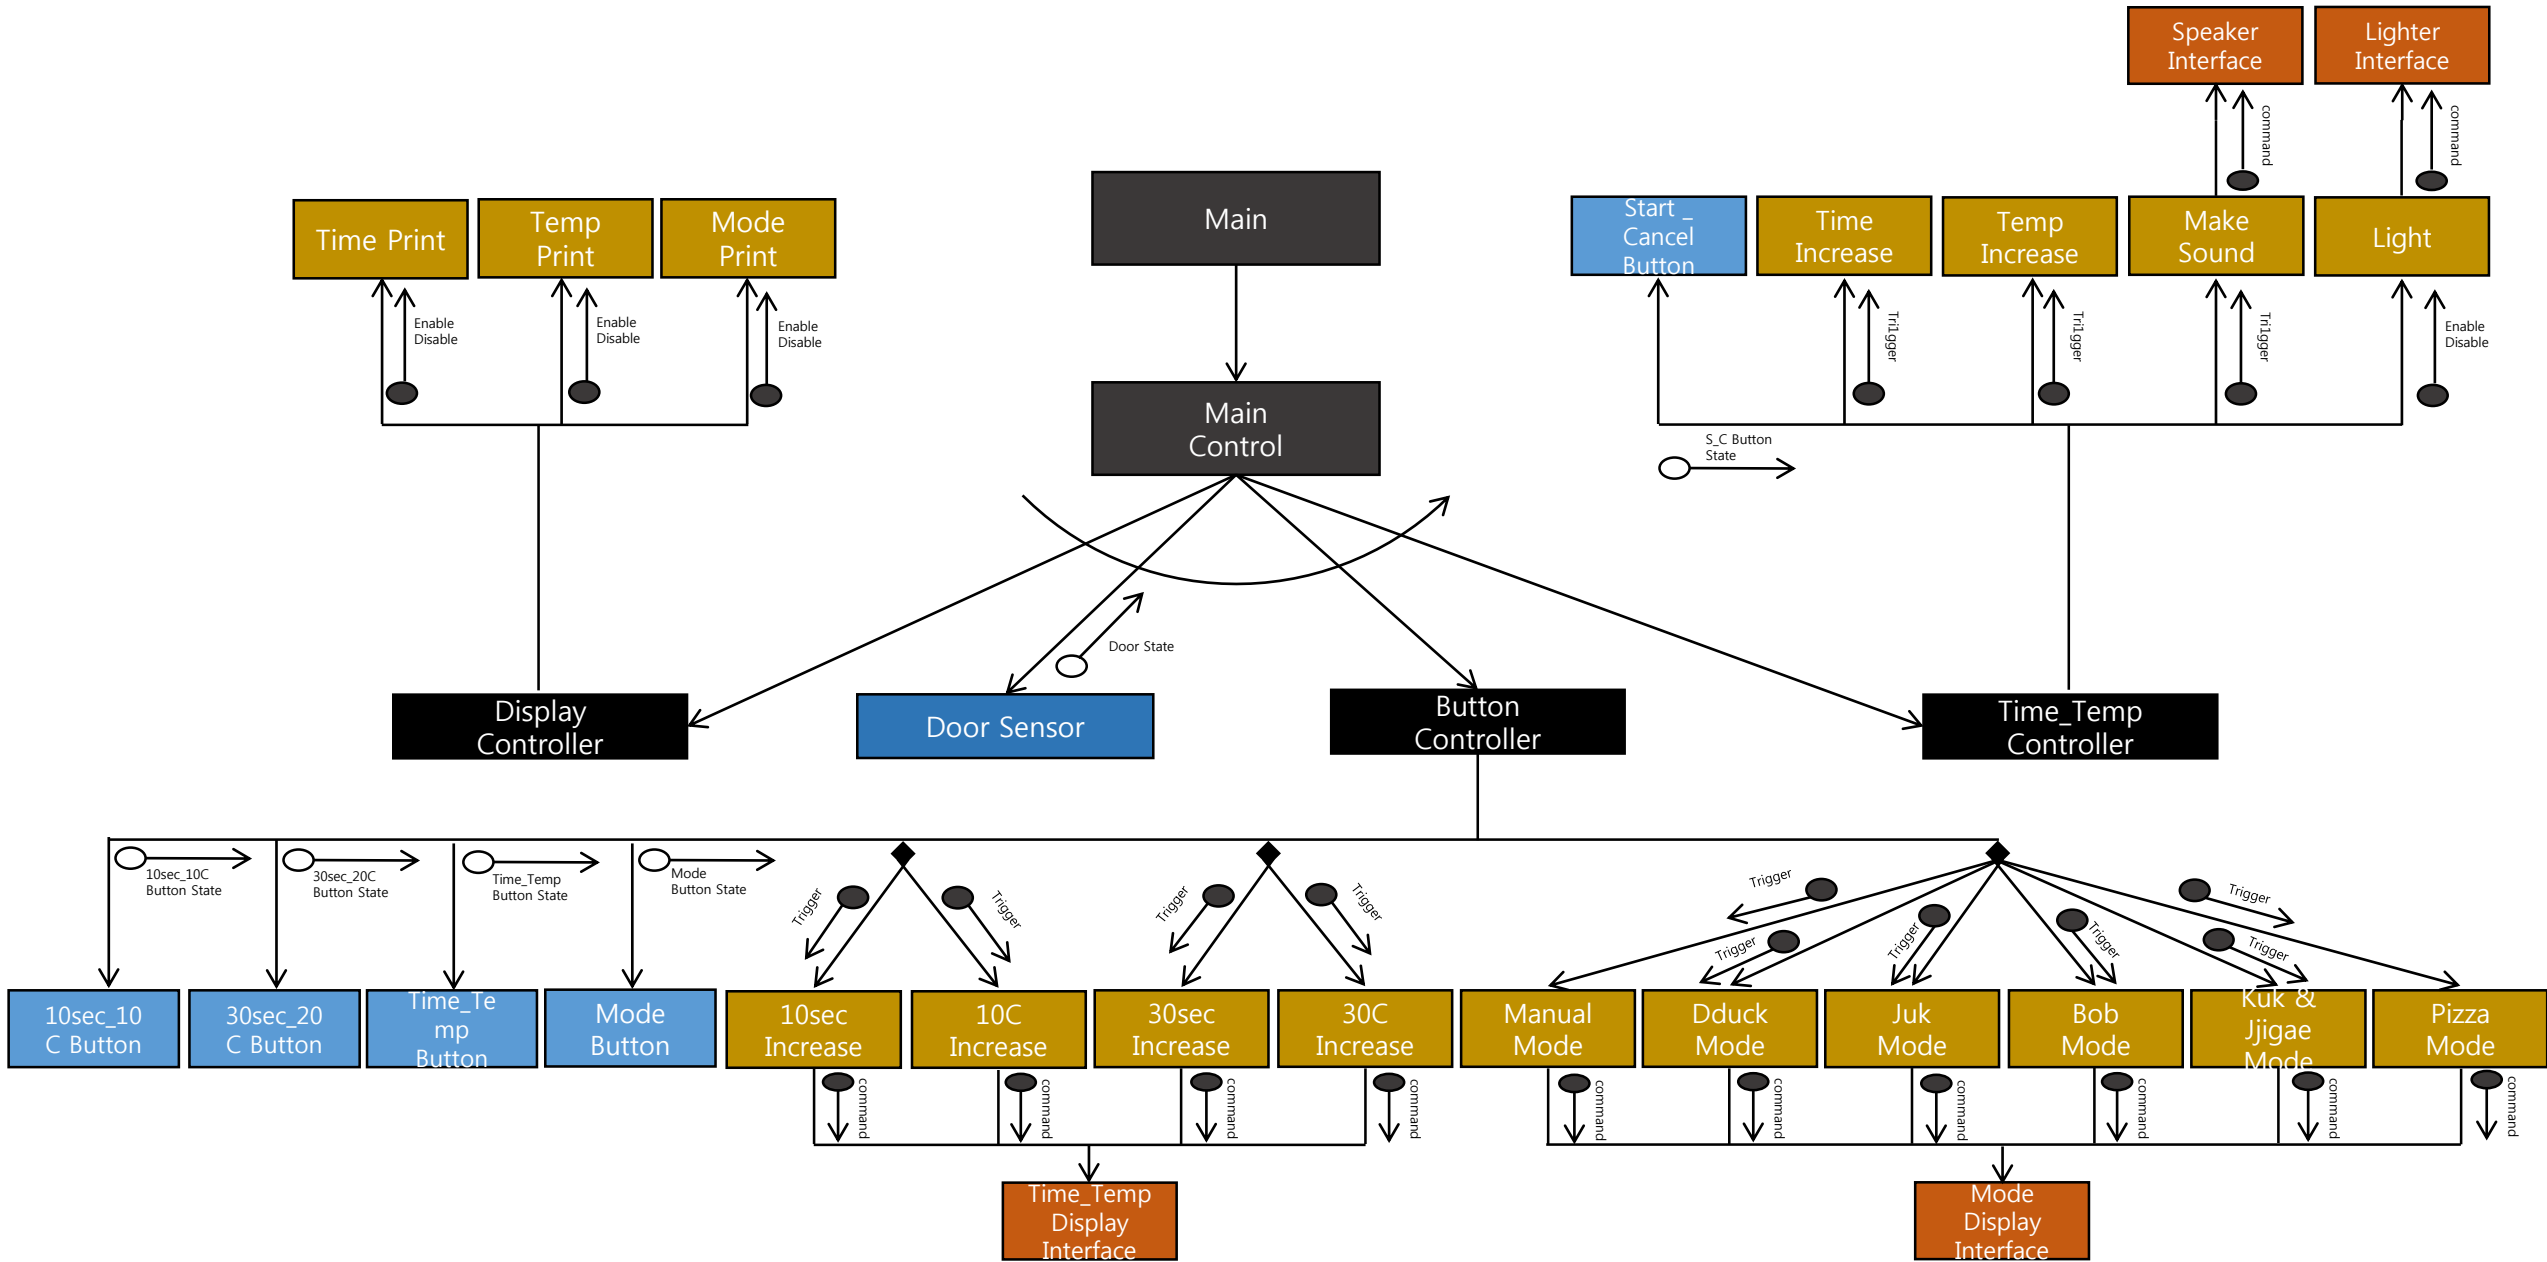 Speaker
Interface
Lighter
Interface
command
command
Time Print
Temp
Print
Mode
Print
Main
Start _
Cancel
Button
Time
Increase
Temp
Increase
Make
Sound
Light
Enable
Disable
Enable
Disable
Enable
Disable
Tri1gger
Tri1gger
Tri1gger
Enable
Disable
Main
Control
S_C Button
State
Door State
Display
Controller
Door Sensor
Button
Controller
Time_Temp
Controller
10sec_10C
Button State
30sec_20C
Button State
Time_Temp
Button State
Mode
Button State
Trigger
Trigger
Trigger
Trigger
Trigger
Trigger
Trigger
Trigger
Trigger
Trigger
10sec_10
C Button
30sec_20
C Button
Time_Te
mp
Button
Mode
Button
10sec
Increase
10C
Increase
30sec
Increase
30C
Increase
Manual
Mode
Dduck
Mode
Juk
Mode
Bob
Mode
Kuk &
Jjigae
Mode
Pizza
Mode
command
command
command
command
command
command
command
command
command
command
Time_Temp
Display
Interface
Mode
Display
Interface